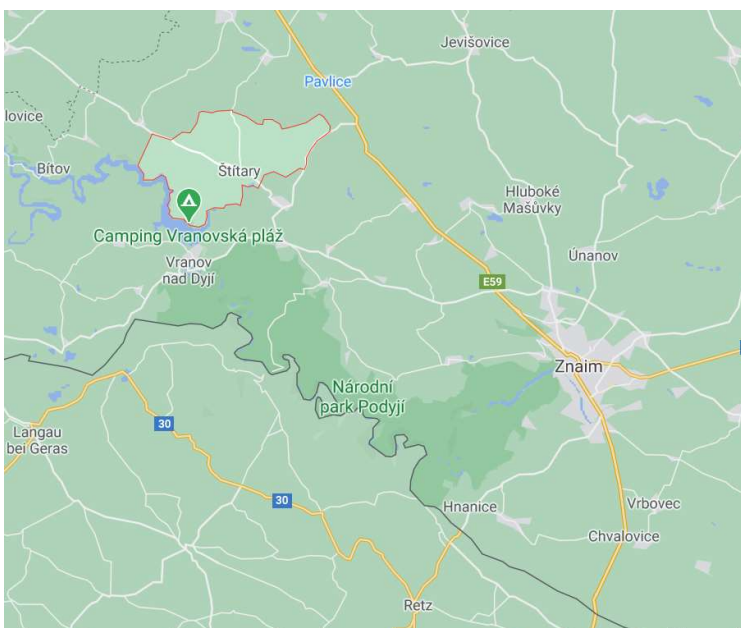 Jevišovice
Pavlice
lovice
Bítov
Štítary
Hluboké
Mašůvky
Camping Vranovská pláž
Únanov
Vranov
nad Dyjí
E59
Znaim
Národní
park Podyjí
30
Langau
bei Geras
30
Hnanice
Vrbovec
Chvalovice
Retz